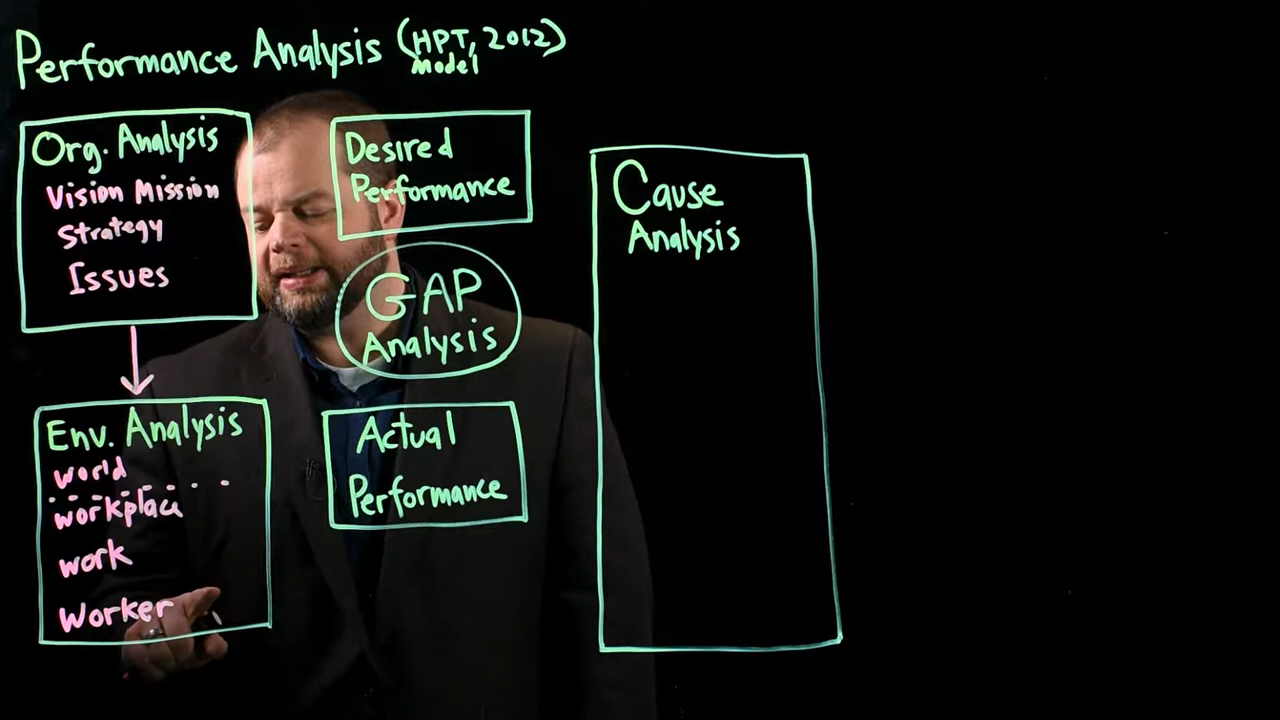 Performance Analysis (HPT, 2012)
Model
Org. Analysis
Vision Mission
Strategy
Issues
Env. Analysis
world
workplace
work
Worker
Desired
Performance
GAP
Analysis
Actual
Performance
Cause
Analysis